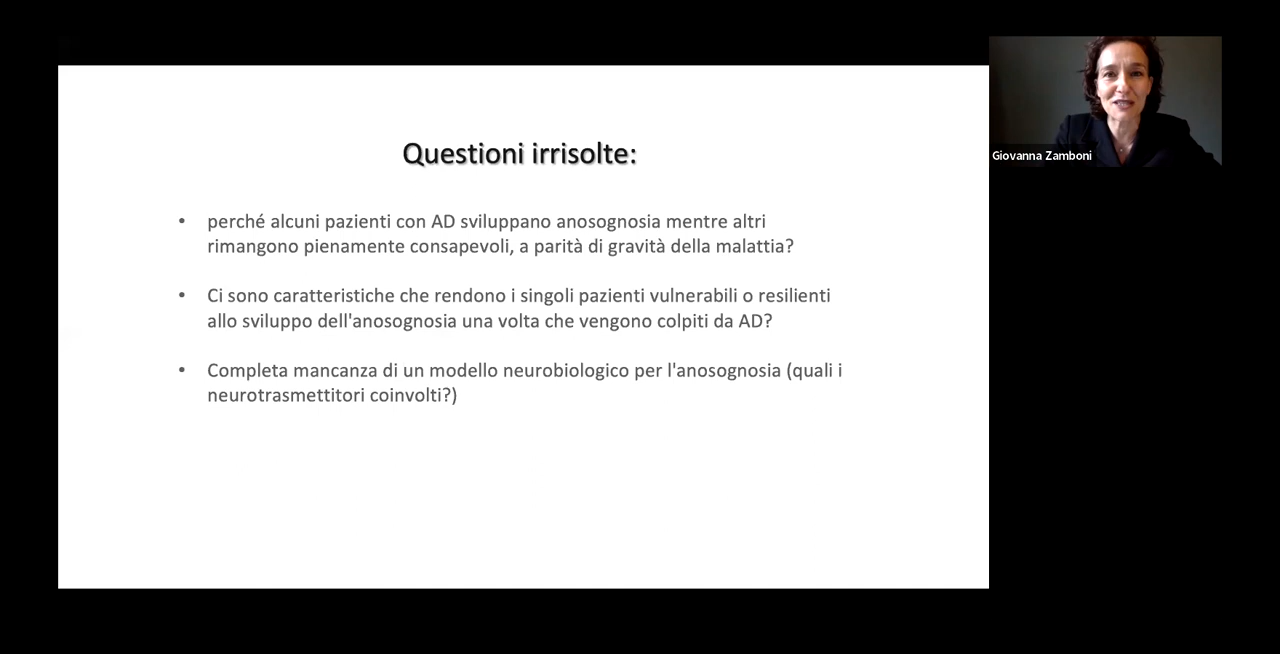 Questioni irrisolte:
• perché alcuni pazienti con AD sviluppano anosognosia mentre altri
rimangono pienamente consapevoli, a parità di gravità della malattia?
• Ci sono caratteristiche che rendono i singoli pazienti vulnerabili o resilienti
allo sviluppo dell'anosognosia una volta che vengono colpiti da AD?
• Completa mancanza di un modello neurobiologico per l'anosognosia (quali i
neurotrasmettitori coinvolti?)
Giovanna Zamboni